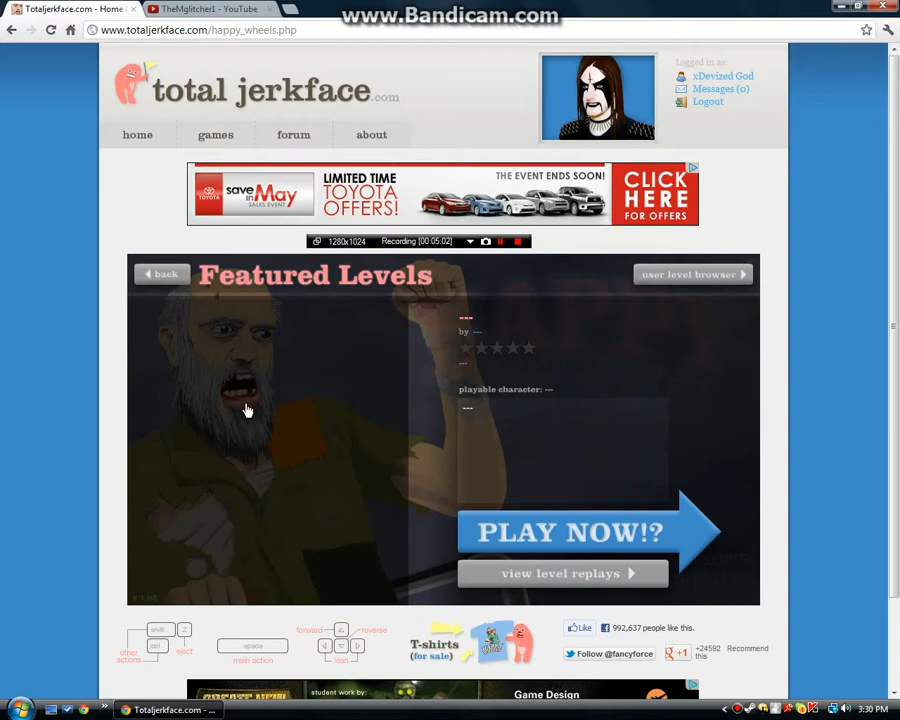 www.Bandicam.com
Totaljerkface.com - Home
TheMglitcher1 - YouTube
www.totaljerkface.com/happy_wheels.php
total jerkface.com
Logged in as:
xDevized God
Messages (0)
Logout
home
games
forum
about
TOYOTA
save in May
SALES EVENT
LIMITED TIME
TOYOTA
OFFERS!
THE EVENT ENDS SOON!
CLICK
HERE
FOR OFFERS
1280x1024
Recording [00:05:02]
back
Featured Levels
user level browser
---
by ---
---
playable character: ---
---
PLAY NOW!?
view level replays
shift
Z
ctrl
eject
other
actions
space
main action
forward
reverse
lean
T-shirts
(for sale)
Like
992,637 people like this.
Follow @fancyforce
+1
+24592 Recommend
this
CREATE NEW
student work by:
Game Design
Totaljerkface.com - ...
3:30 PM